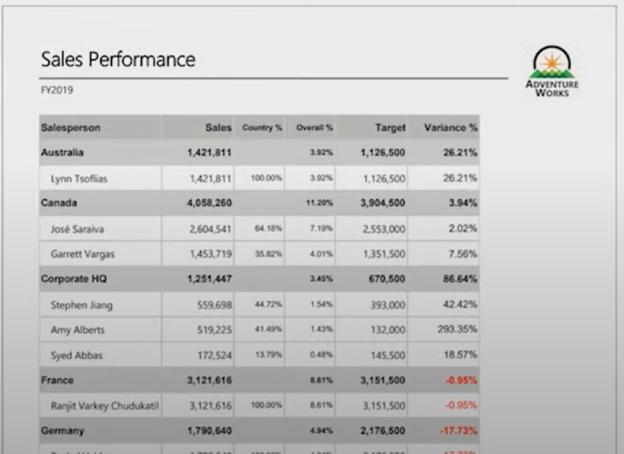 Sales Performance
ADVENTURE
WORKS
FY2019
Salesperson Sales Country % Overall % Target Variance %
Australia 1,421,811 3.92% 1,126,500 26.21%
Lynn Tsoflias 1,421,811 100.00% 3.92% 1,126,500 26.21%
Canada 4,058,260 11.20% 3,904,500 3.94%
José Saraiva 2,604,541 64.18% 7.19% 2,553,000 2.02%
Garrett Vargas 1,453,719 35.82% 4.01% 1,351,500 7.56%
Corporate HQ 1,251,447 3.45% 670,500 86.64%
Stephen Jiang 559,698 44.72% 1.54% 393,000 42.42%
Amy Alberts 519,225 41.49% 1.43% 132,000 293.35%
Syed Abbas 172,524 13.79% 0.48% 145,500 18.57%
France 3,121,616 8.61% 3,151,500 -0.95%
Ranjit Varkey Chudukatil 3,121,616 100.00% 8.61% 3,151,500 -0.95%
Germany 1,790,640 4.94% 2,176,500 -17.73%